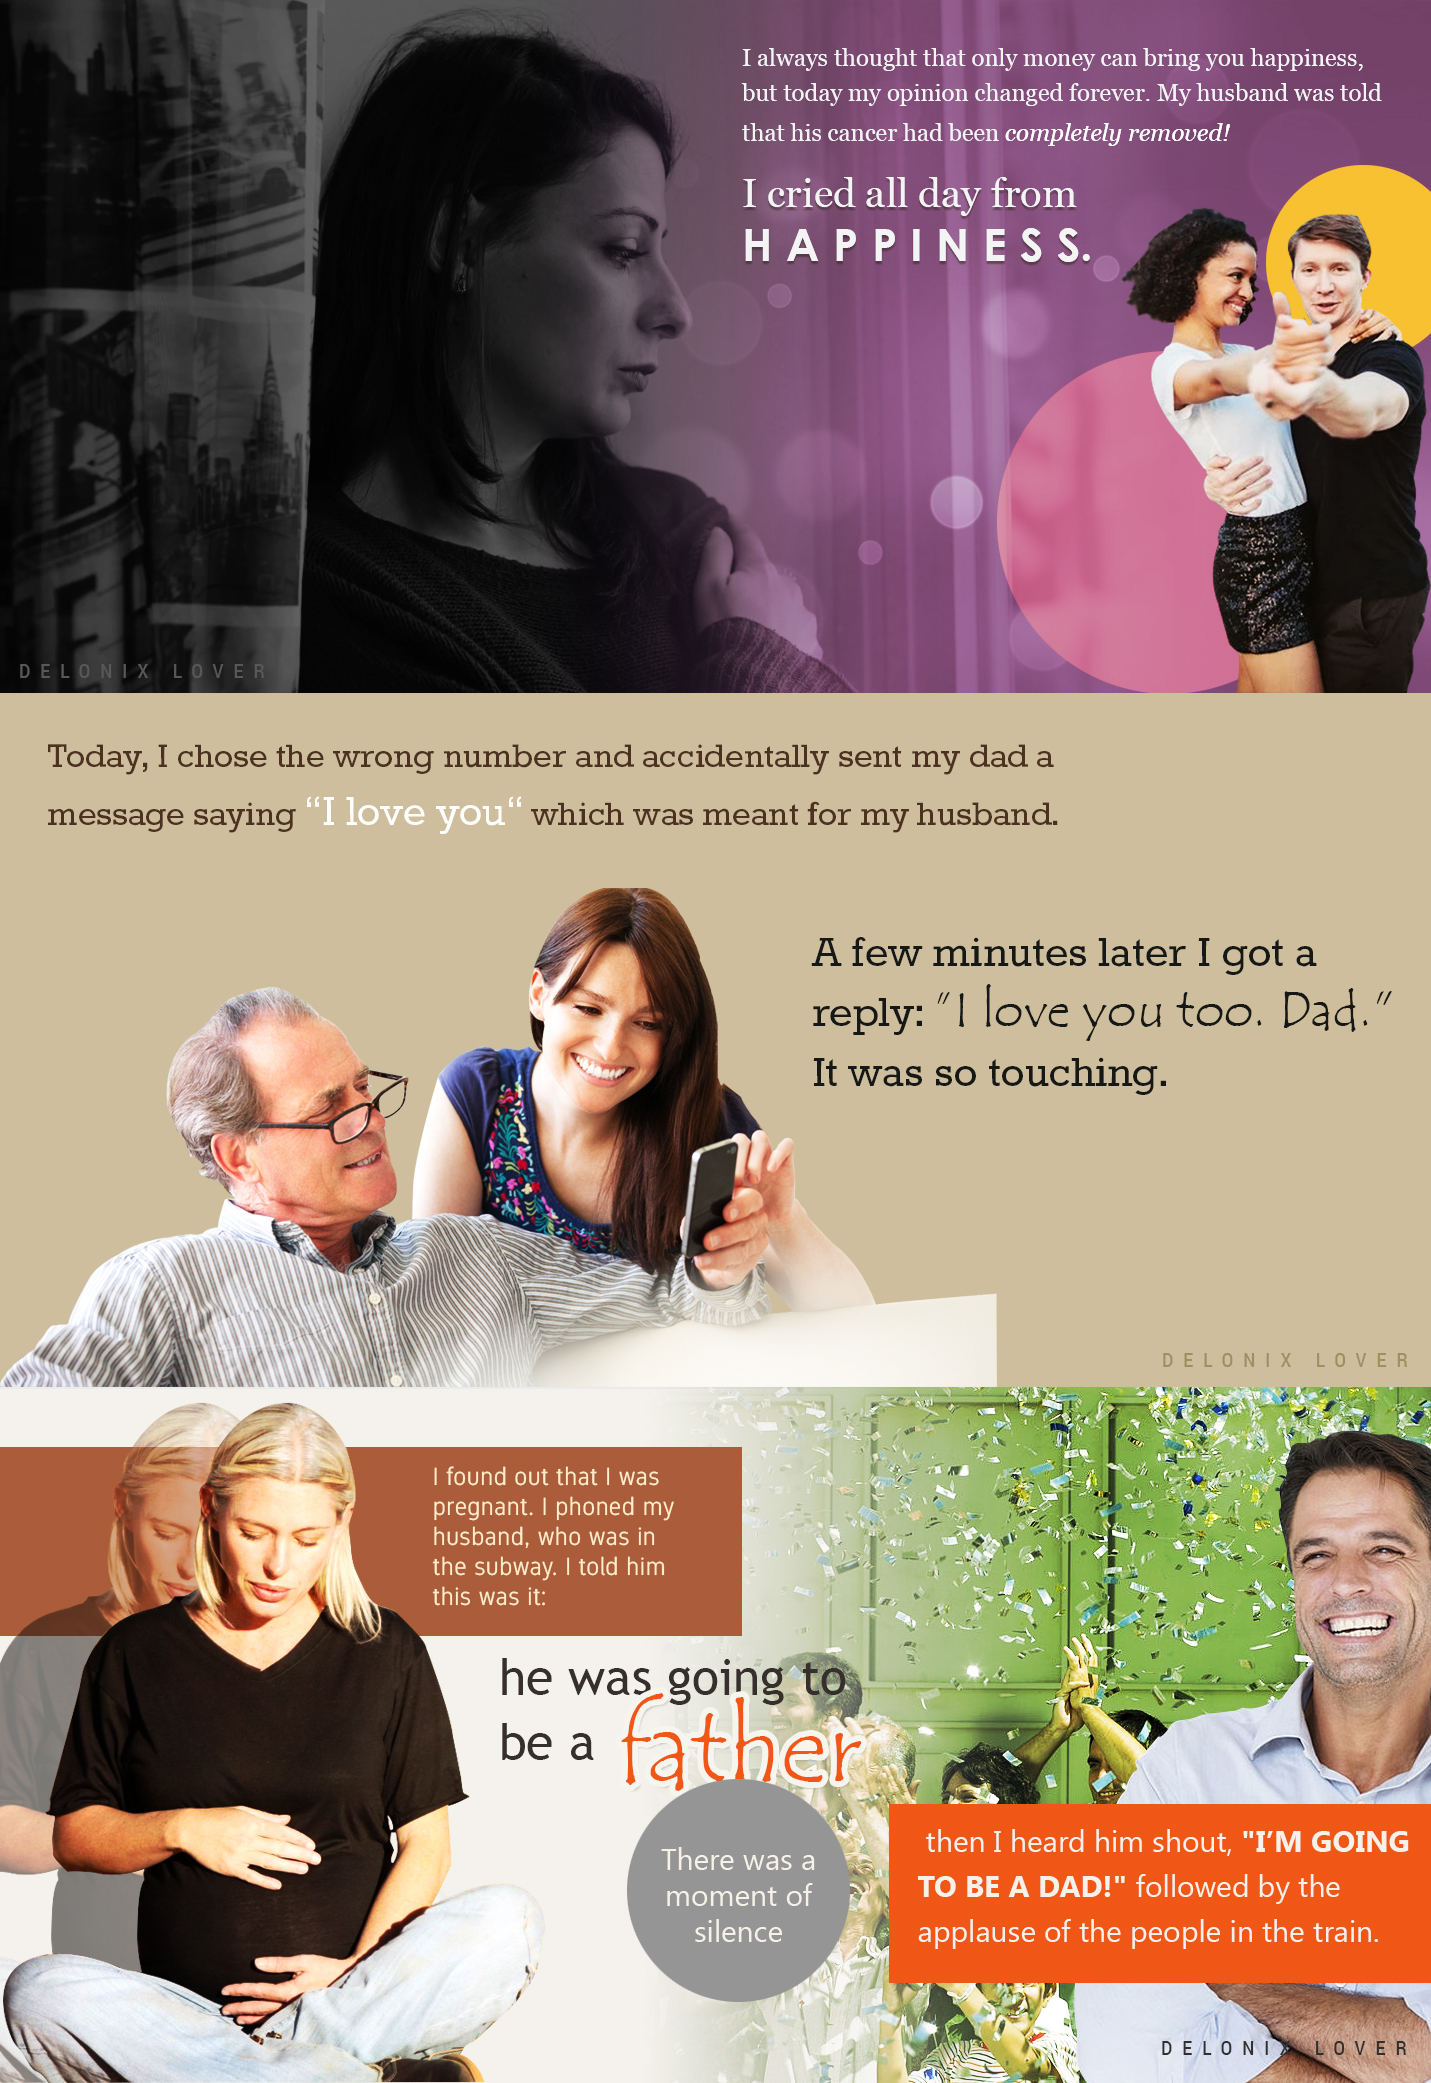 I always thought that only money can bring you happiness,
but today my opinion changed forever. My husband was told
that his cancer had been completely removed!
I cried all day from
HAPPINESS.
DELONIX LOVER
Today, I chose the wrong number and accidentally sent my dad a
message saying “I love you“ which was meant for my husband.
A few minutes later I got a
reply: “I love you too. Dad.”
It was so touching.
DELONIX LOVER
I found out that I was
pregnant. I phoned my
husband, who was in
the subway. I told him
this was it:
he was going to
be a father
There was a
moment of
silence
then I heard him shout, "I’M GOING
TO BE A DAD!" followed by the
applause of the people in the train.
DELONIX LOVER